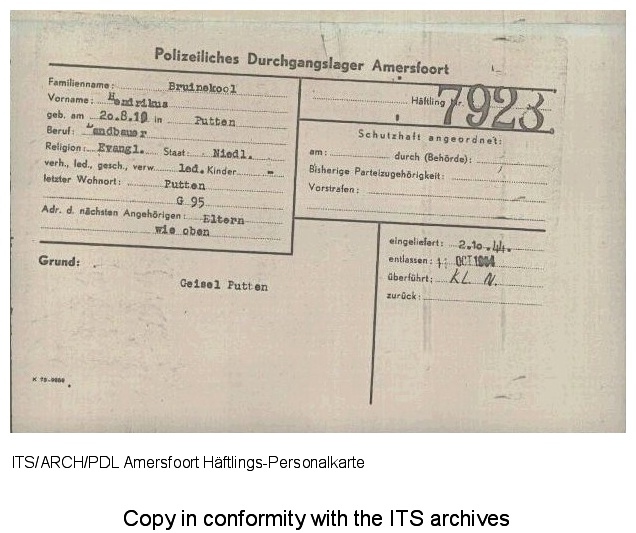 Polizeiliches Durchgangslager Amersfoort
Familienname: Bruinekool
Vorname: Hendrikus
geb. am 20.8.19 in Putten
Beruf: Landbauer
Religion: Evangl. Staat: Niedl.
verh., led., gesch., verw. led. Kinder -
letzter Wohnort: Putten
G 95
Adr. d. nächsten Angehörigen: Eltern
wie oben
Häftling Nr. 7923
Schutzhaft angeordnet:
am: durch (Behörde):
Bisherige Parteizugehörigkeit:
Vorstrafen:
eingeliefert: 2.10.44.
entlassen: OCT 1944
überführt: KL N.
zurück:
Grund:
Geisel Putten
ITS/ARCH/PDL Amersfoort Häftlings-Personalkarte
Copy in conformity with the ITS archives